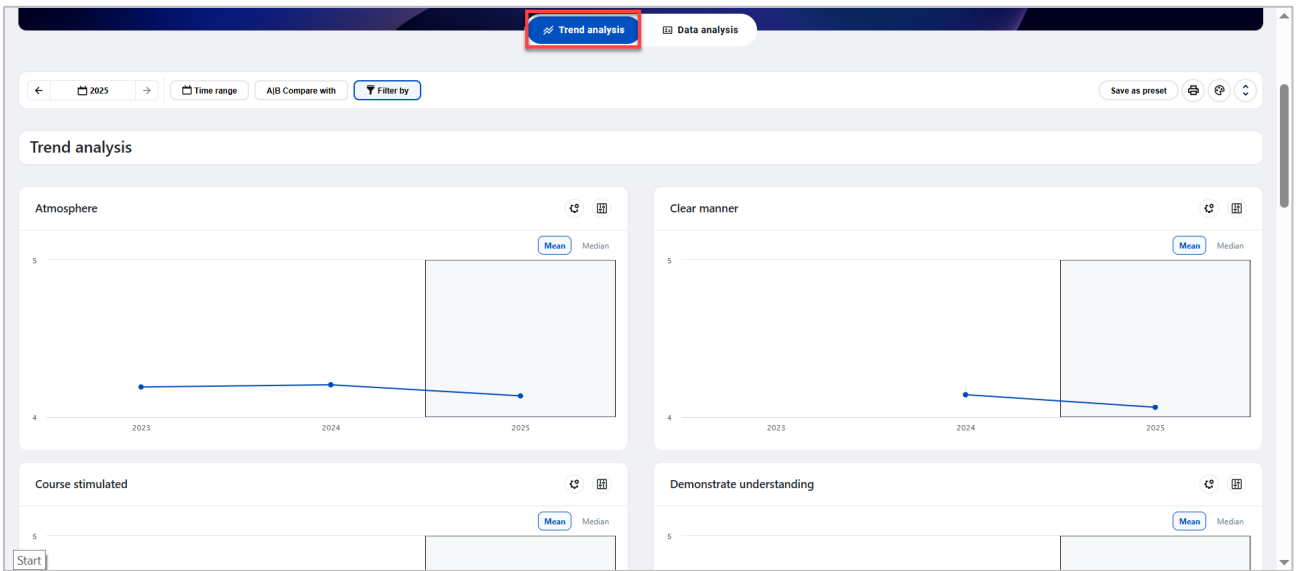 Trend analysis Data analysis
2025 Time range A|B Compare with Filter by Save as preset
Trend analysis
Atmosphere Clear manner
Mean Median Mean Median
5 5
4 4
2023 2024 2025 2023 2024 2025
Course stimulated Demonstrate understanding
Mean Median Mean Median
5 5
Start